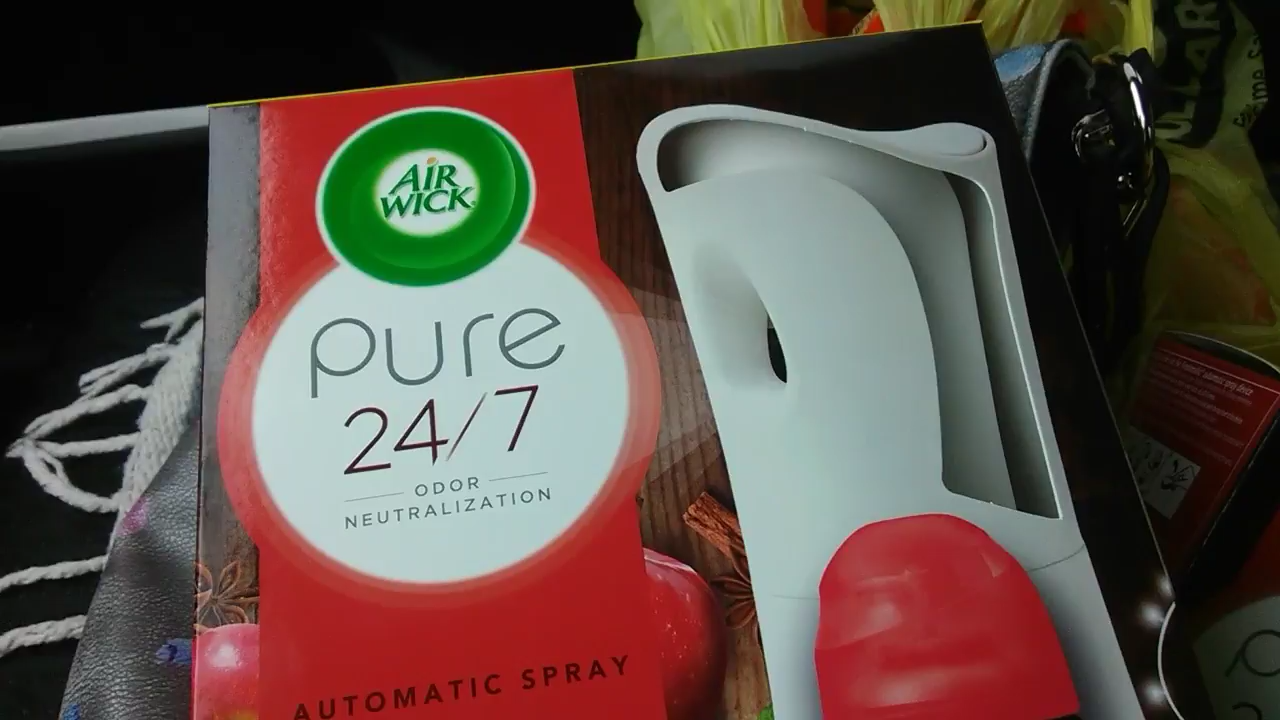 AIR
WICK
pure
24/7
ODOR
NEUTRALIZATION
AUTOMATIC SPRAY